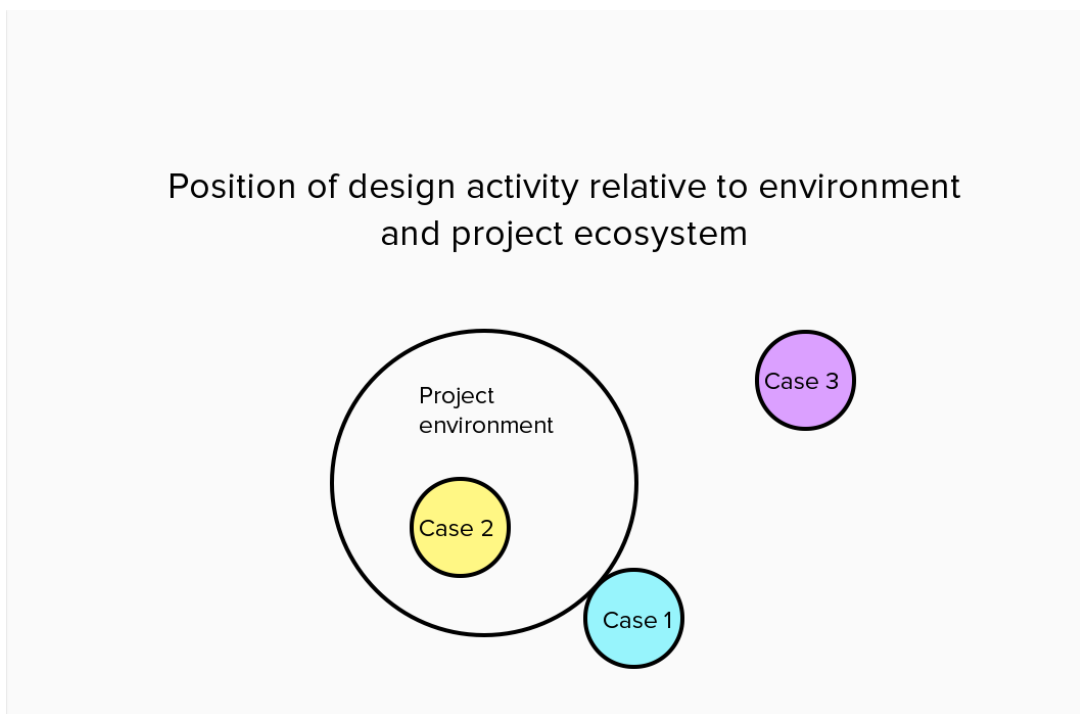 Position of design activity relative to environment
and project ecosystem
Project
environment
Case 3
Case 2
Case 1